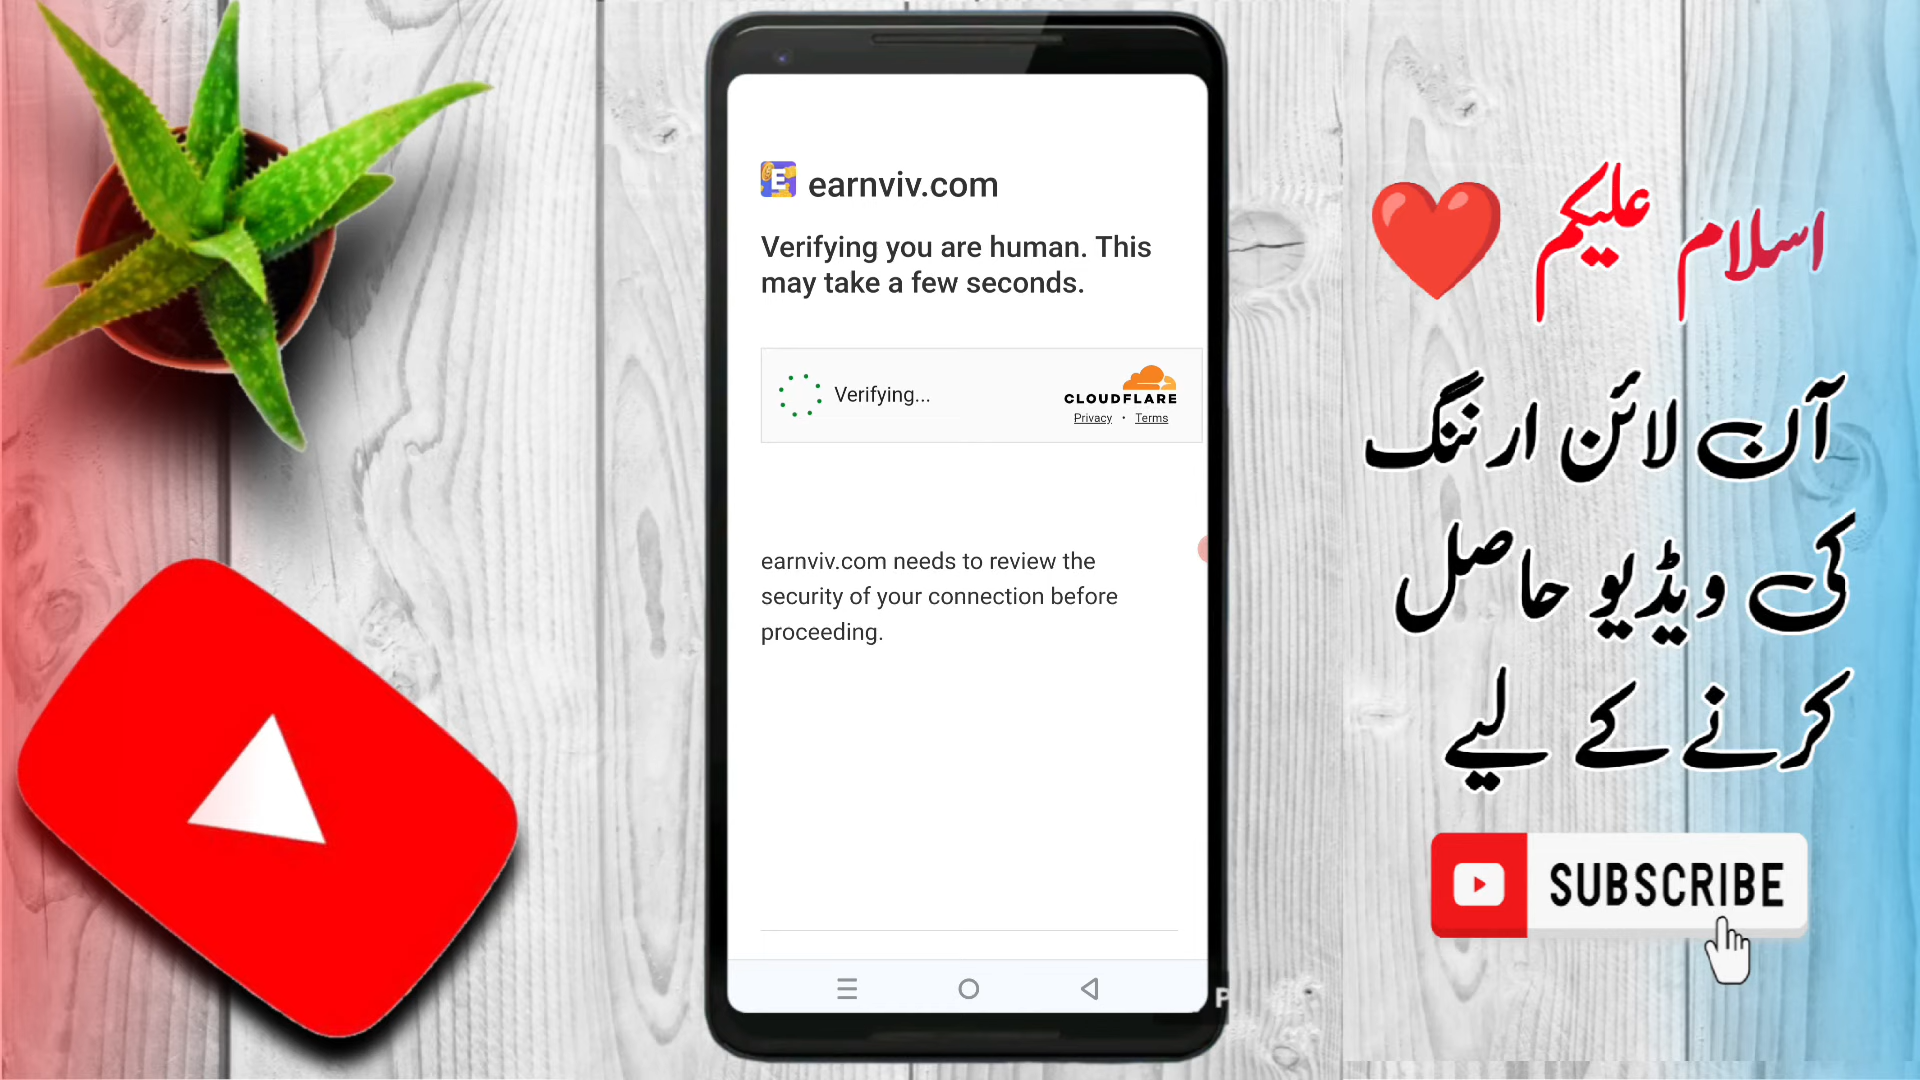 earnviv.com
Verifying you are human. This
may take a few seconds.
Verifying...
CLOUDFLARE
Privacy • Terms
earnviv.com needs to review the
security of your connection before
proceeding.
اسلام علیکم
آن لائن ارننگ
کی ویڈیو حاصل
کرنے کے لیے
SUBSCRIBE
P